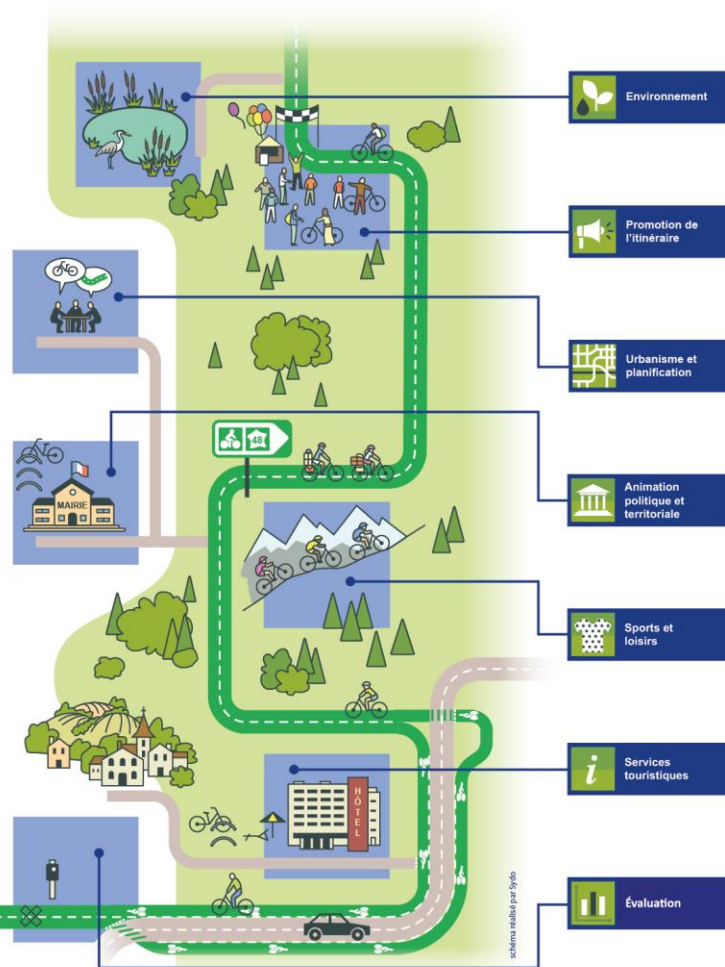 Environnement
Promotion de
l'itinéraire
Urbanisme et
planification
48
MAIRIE
Animation
politique et
territoriale
Sports et
loisirs
i
Services
touristiques
HÔTEL
Évaluation
schéma réalisé par Sydo